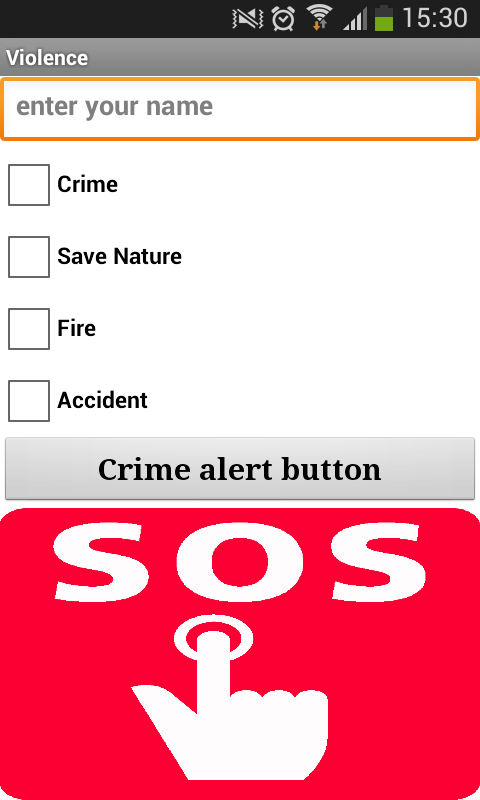 15:30
Violence
enter your name
Crime
Save Nature
Fire
Accident
Crime alert button
SOS